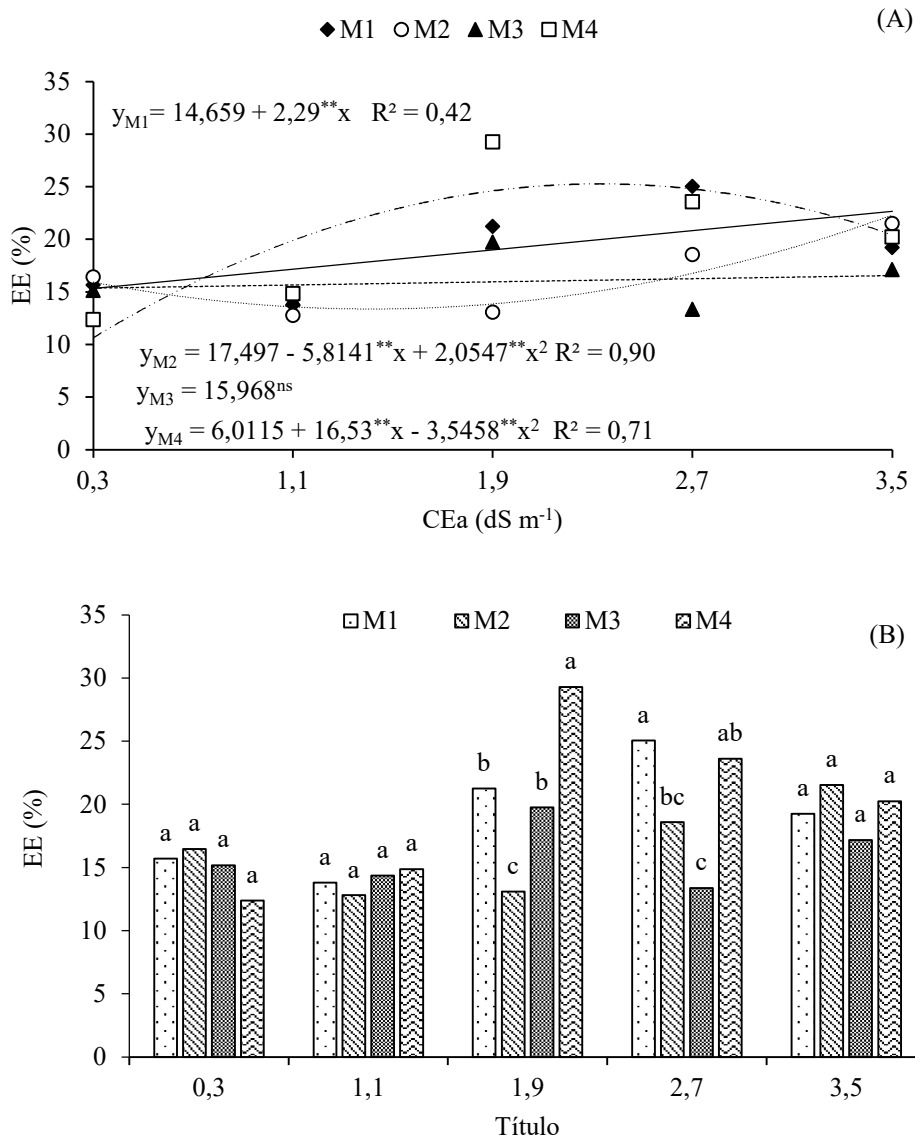 (A)
◆M1 ○M2 ▲M3 □M4
35
30
25
20
15
10
5
0
EE (%)
y_M1= 14,659 + 2,29**x R² = 0,42
y_M2 = 17,497 - 5,8141**x + 2,0547**x² R² = 0,90
y_M3 = 15,968ⁿˢ
y_M4 = 6,0115 + 16,53**x - 3,5458**x² R² = 0,71
0,3 1,1 1,9 2,7 3,5
CEa (dS m⁻¹)
M1 M2 M3 M4
(B)
35
30
25
20
15
10
5
0
EE (%)
a a a a
a a a a
b c b a
a bc c ab
a a a a
0,3 1,1 1,9 2,7 3,5
Título